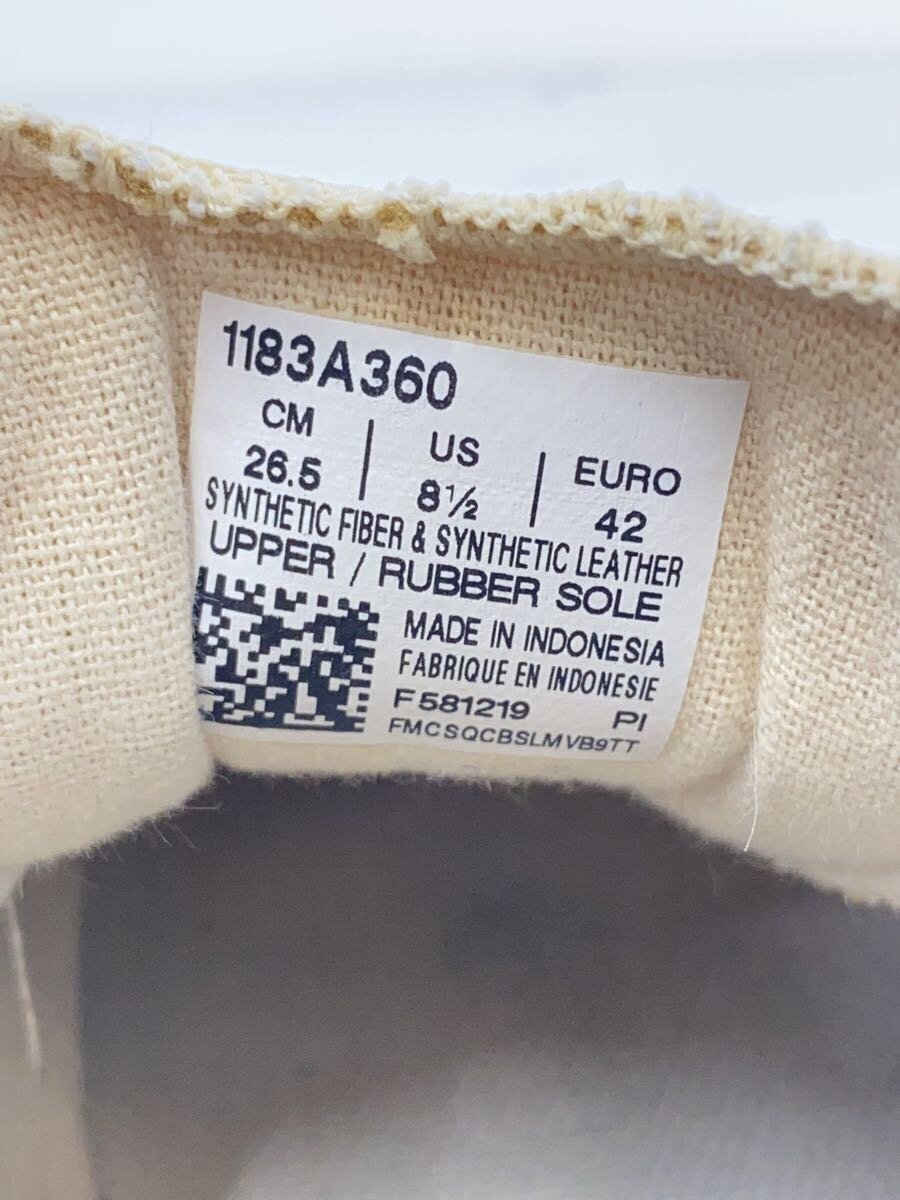 1183A360
CM | US | EURO
26.5 | 8½ | 42
SYNTHETIC FIBER & SYNTHETIC LEATHER
UPPER / RUBBER SOLE
MADE IN INDONESIA
FABRIQUE EN INDONESIE
F581219 PI
FMCSQCBSLMVB9TT